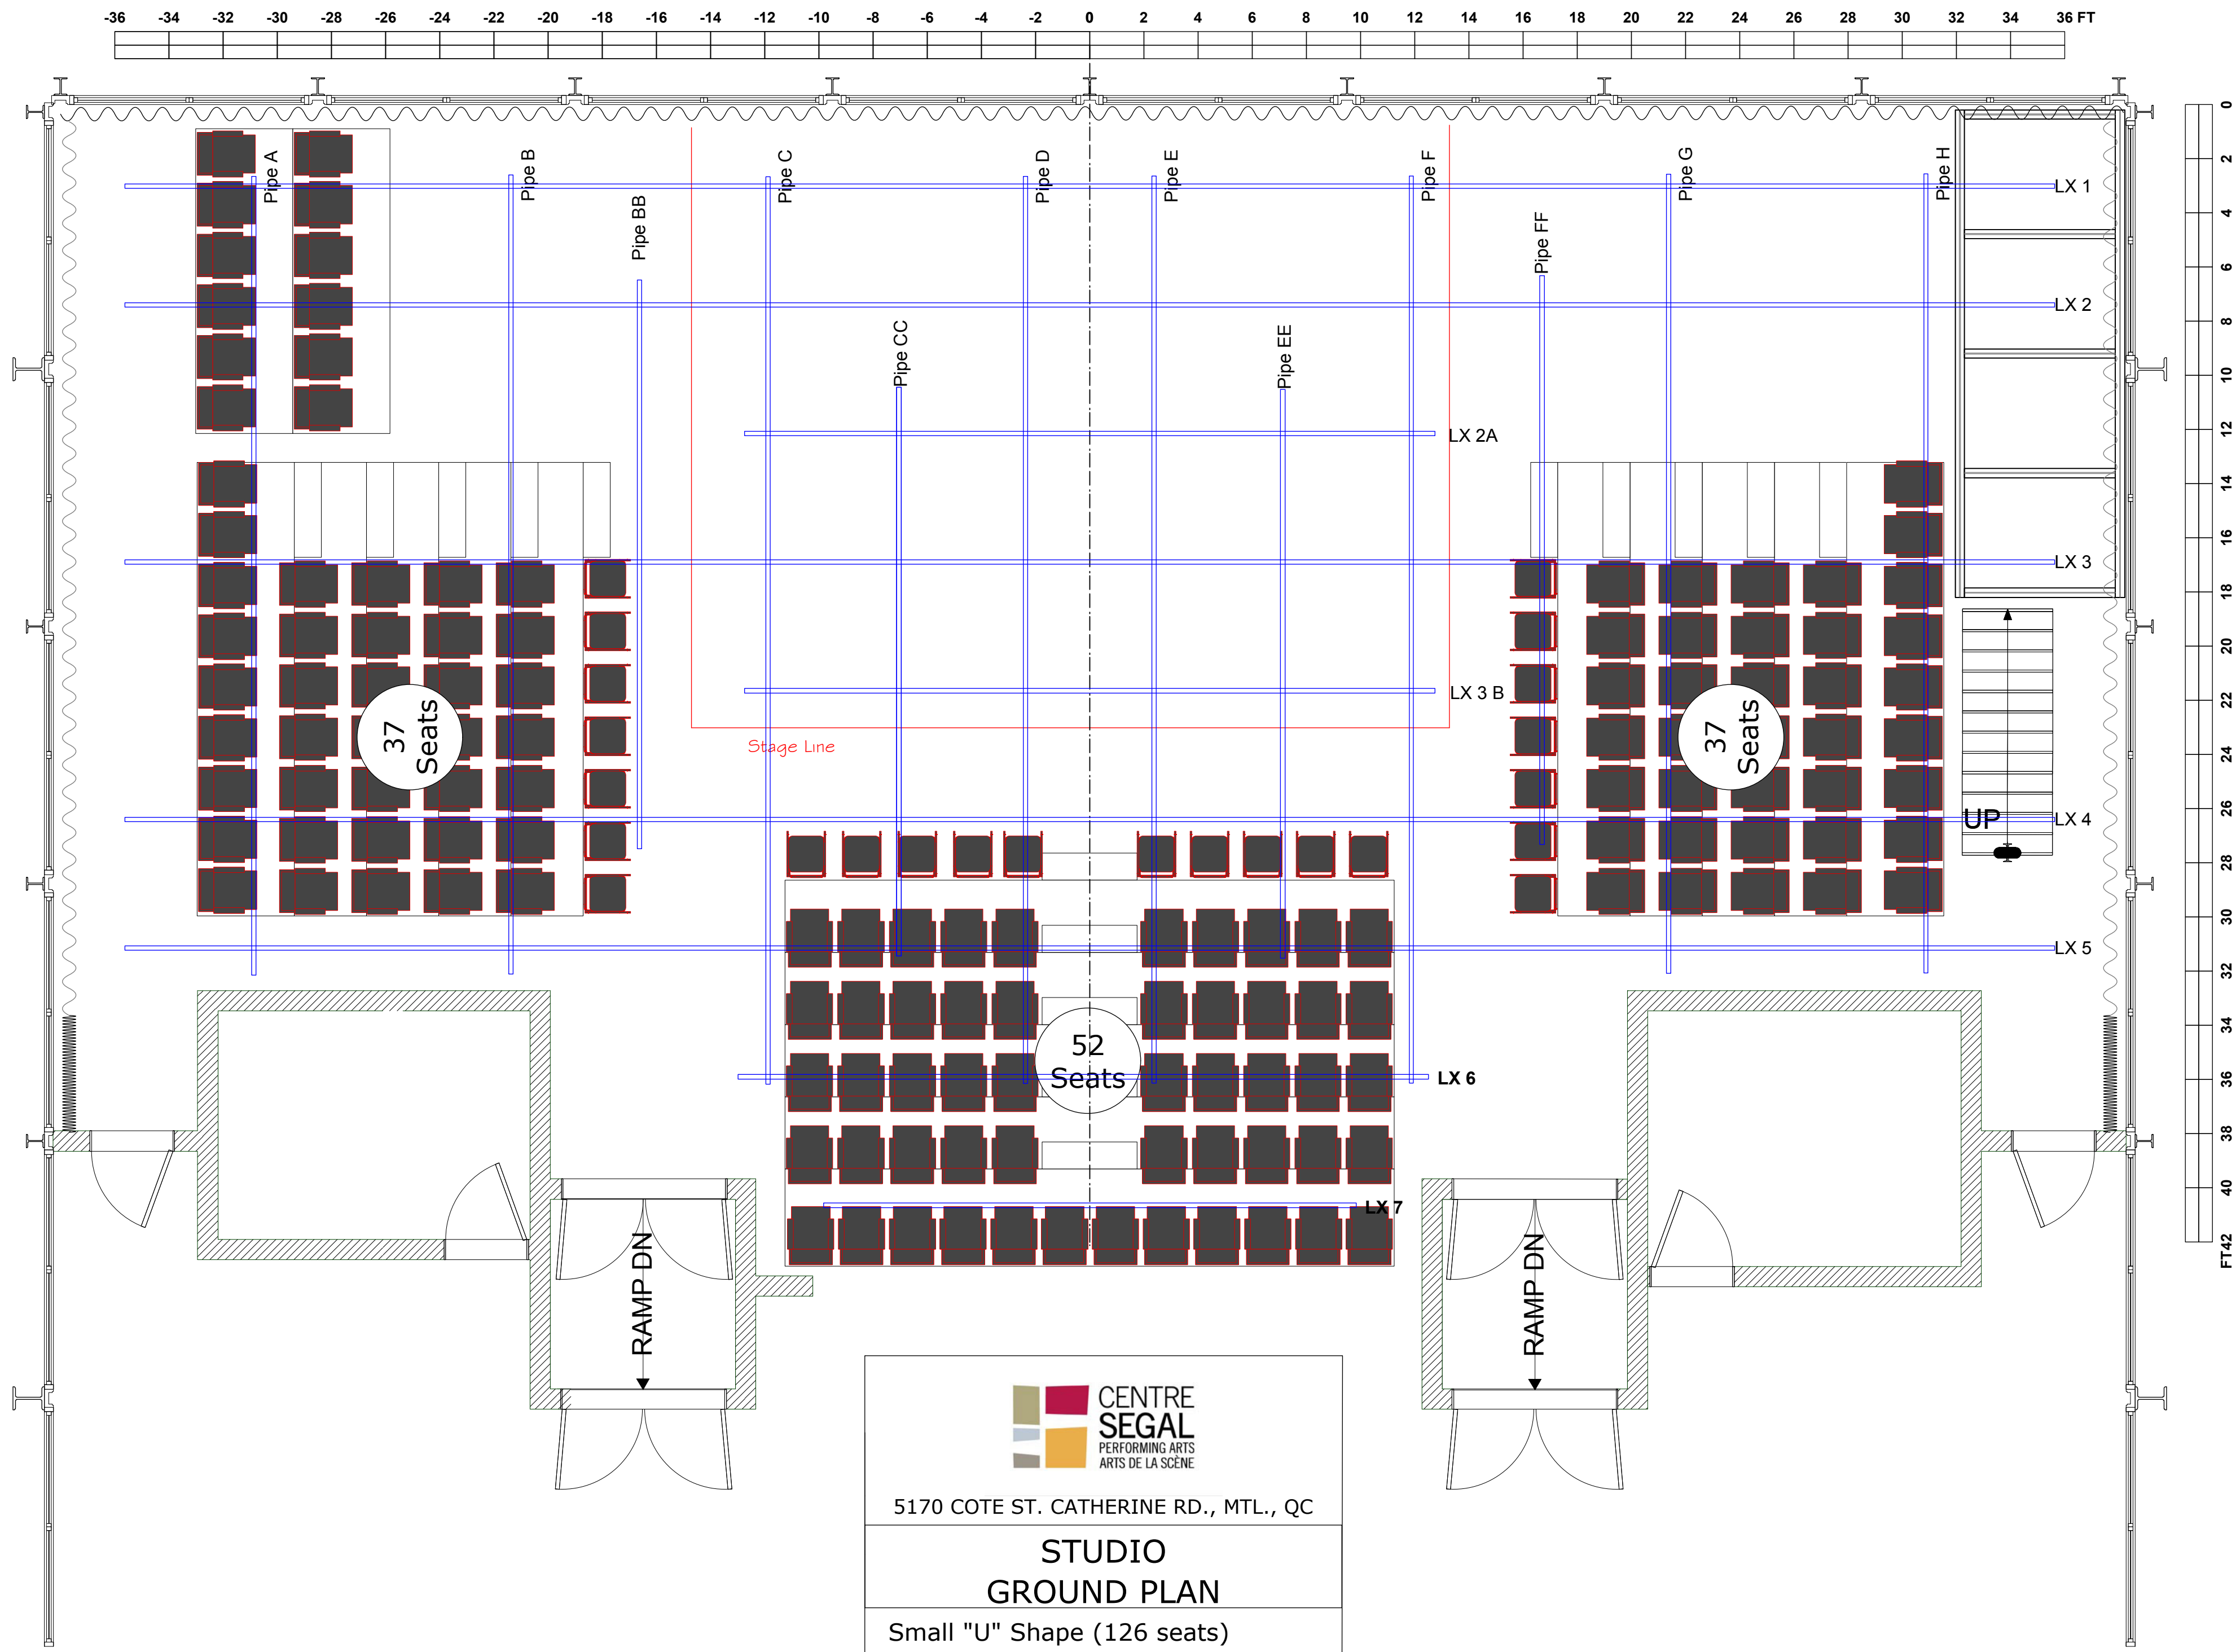 -36 -34 -32 -30 -28 -26 -24 -22 -20 -18 -16 -14 -12 -10 -8 -6 -4 -2 0 2 4 6 8 10 12 14 16 18 20 22 24 26 28 30 32 34 36 FT
0
2
4
6
8
10
12
14
16
18
20
22
24
26
28
30
32
34
36
38
40
FT42
Pipe A
Pipe B
Pipe BB
Pipe C
Pipe CC
Pipe D
Pipe E
Pipe EE
Pipe F
Pipe FF
Pipe G
Pipe H
LX 1
LX 2
LX 2A
LX 3
LX 3 B
Stage Line
LX 4
LX 5
LX 6
LX 7
37
Seats
37
Seats
52
Seats
UP
RAMP DN
RAMP DN
CENTRE
SEGAL
PERFORMING ARTS
ARTS DE LA SCÈNE
5170 COTE ST. CATHERINE RD., MTL., QC
STUDIO
GROUND PLAN
Small "U" Shape (126 seats)